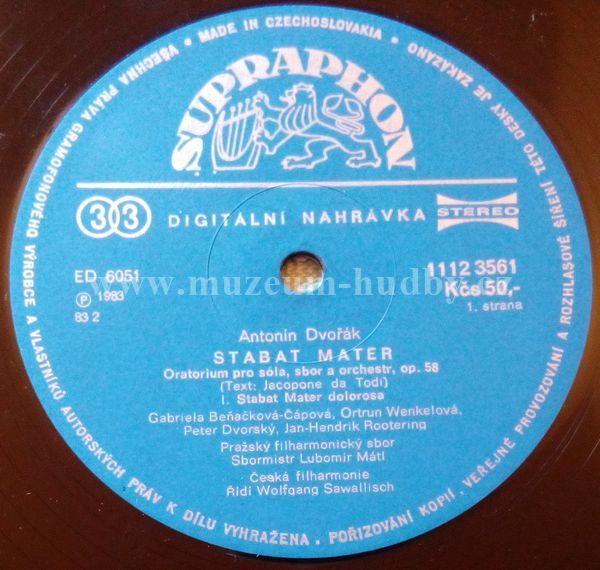 VŠECHNA PRÁVA GRAMOFONOVÉHO VÝROBCE A VLASTNÍKŮ AUTORSKÝCH PRÁV K DÍLU VYHRAŽENA. POŘIZOVÁNÍ KOPIÍ, VEŘEJNÉ PROVOZOVÁNÍ A ROZHLASOVÉ ŠÍŘENÍ TÉTO DESKY JE ZAKÁZÁNO • MADE IN CZECHOSLOVAKIA •
SUPRAPHON
33 DIGITÁLNÍ NAHRÁVKA STEREO
ED 6051 1112 3561
www.muzeum-hudby.cz
Ⓟ 1983 Kčs 50,-
83 2 1. strana
Antonín Dvořák
STABAT MATER
Oratorium pro sóla, sbor a orchestr, op. 58
(Text: Jacopone da Todi)
I. Stabat Mater dolorosa
Gabriela Beňačková-Čápová, Ortrun Wenkelová,
Peter Dvorský, Jan-Hendrik Rootering
Pražský filharmonický sbor
Sbormistr Lubomír Mátl
Česká filharmonie
Řídí Wolfgang Sawallisch